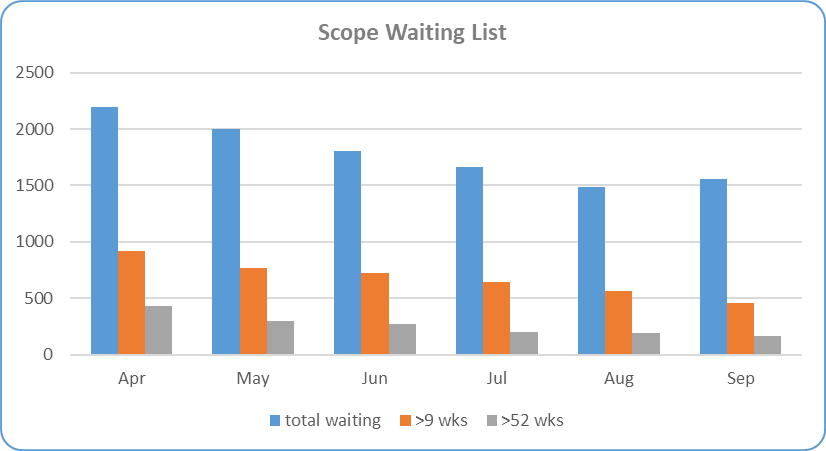 Scope Waiting List
2500
2000
1500
1000
500
0
Apr May Jun Jul Aug Sep
total waiting >9 wks >52 wks